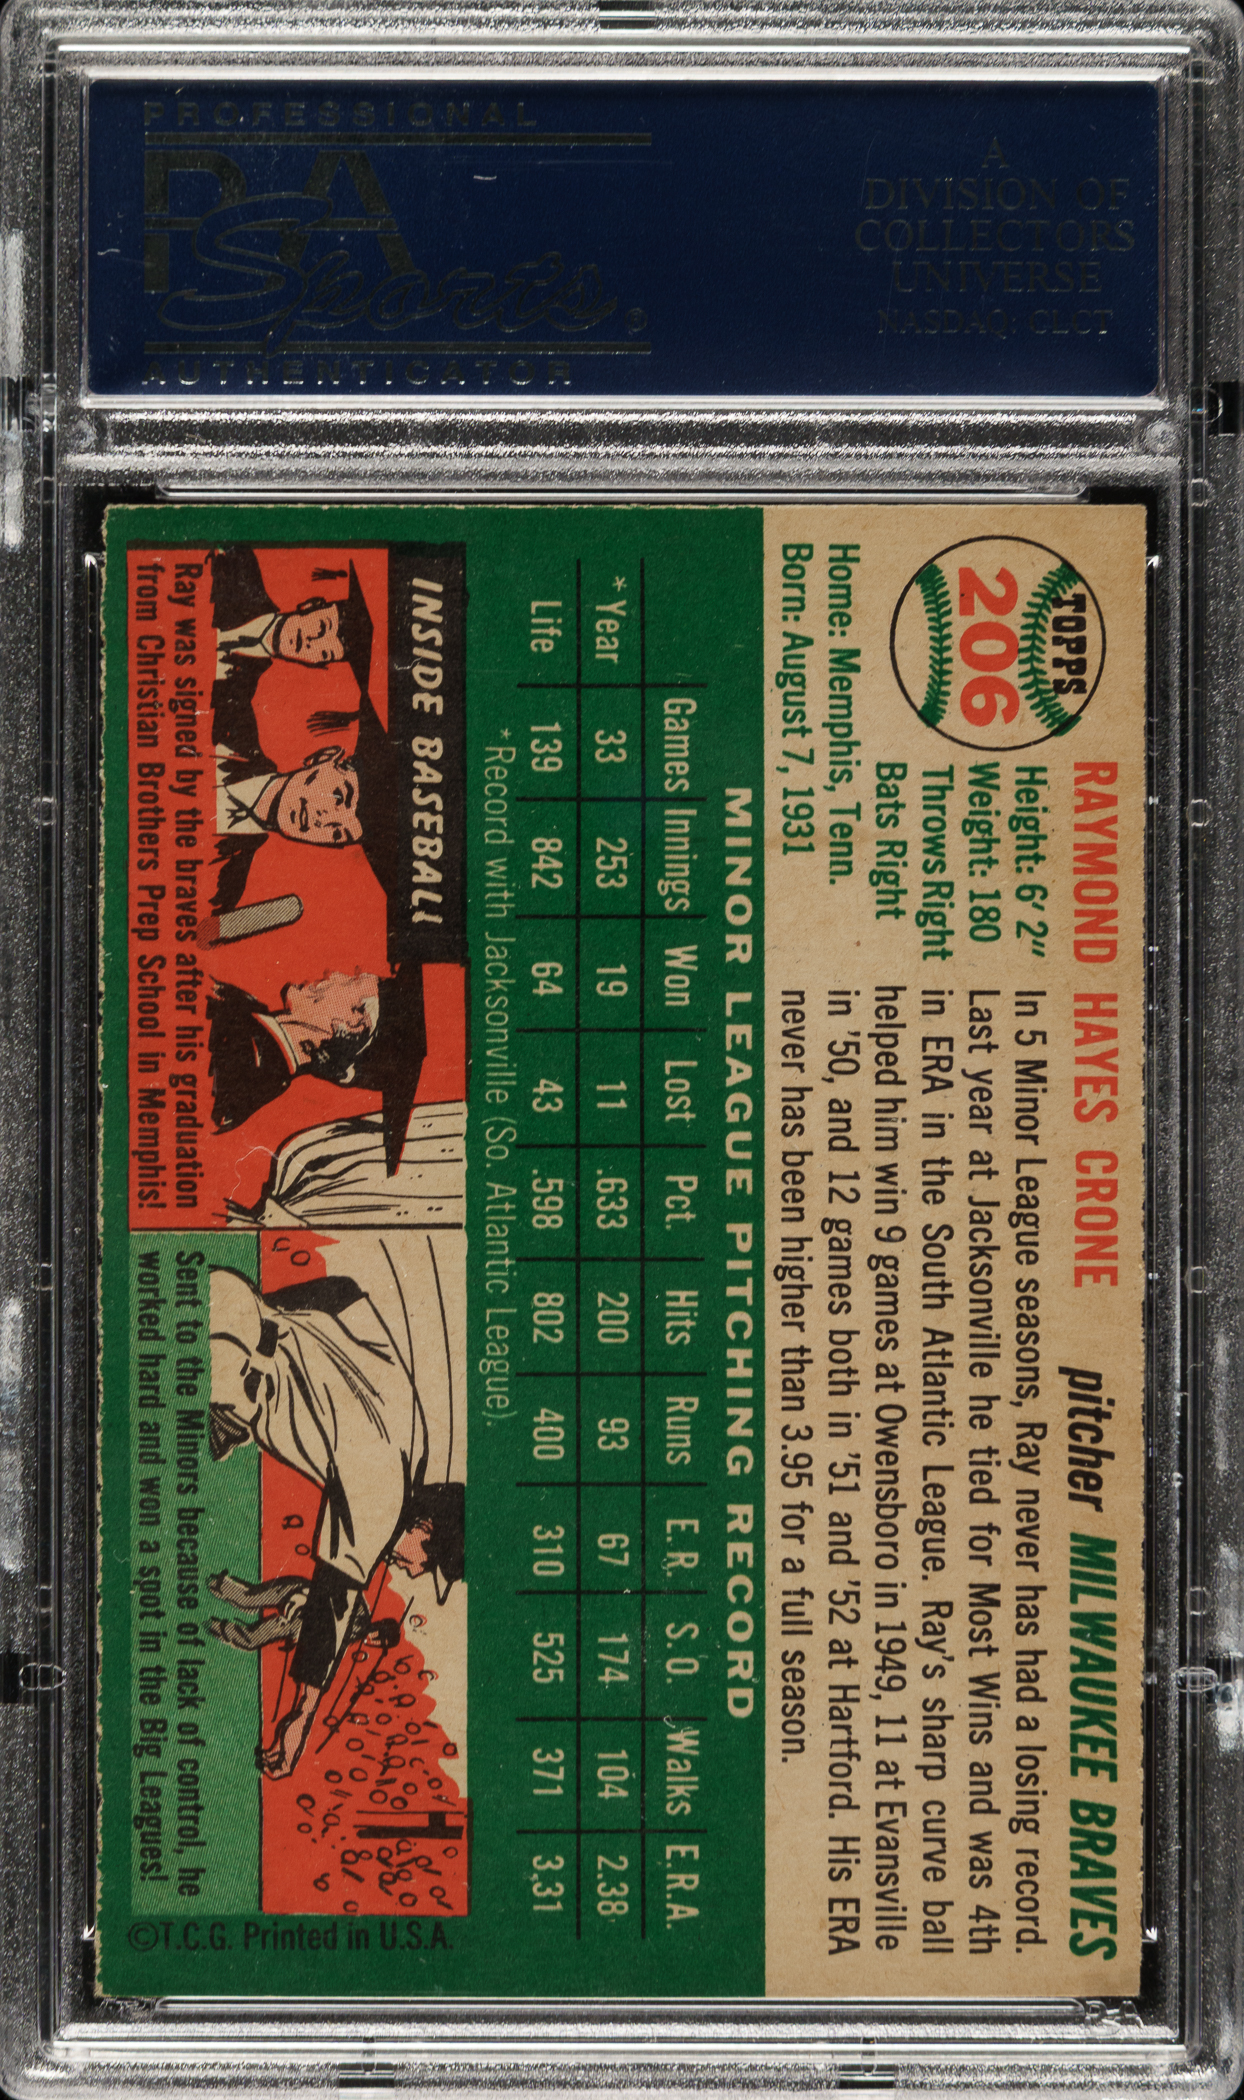 PROFESSIONAL
PSA
Sports®
AUTHENTICATOR
A
DIVISION OF
COLLECTORS
UNIVERSE
NASDAQ: CLCT
TOPPS
206
RAYMOND HAYES CRONE pitcher MILWAUKEE BRAVES
Height: 6' 2"
Weight: 180
Throws Right
Bats Right
Home: Memphis, Tenn.
Born: August 7, 1931
In 5 Minor League seasons, Ray never has had a losing record.
Last year at Jacksonville he tied for Most Wins and was 4th
in ERA in the South Atlantic League. Ray's sharp curve ball
helped him win 9 games at Owensboro in 1949, 11 at Evansville
in '50, and 12 games both in '51 and '52 at Hartford. His ERA
never has been higher than 3.95 for a full season.
MINOR LEAGUE PITCHING RECORD
Games Innings Won Lost Pct. Hits Runs E.R. S.O. Walks E.R.A.
*Year 33 253 19 11 .633 200 93 67 174 104 2.38
Life 139 842 64 43 .598 802 400 310 525 371 3.31
*Record with Jacksonville (So. Atlantic League).
INSIDE BASEBALL
Ray was signed by the braves after his graduation
from Christian Brothers Prep School in Memphis!
Sent to the Minors because of lack of control, he
worked hard and won a spot in the Big Leagues!
©T.C.G. Printed in U.S.A.
PSA